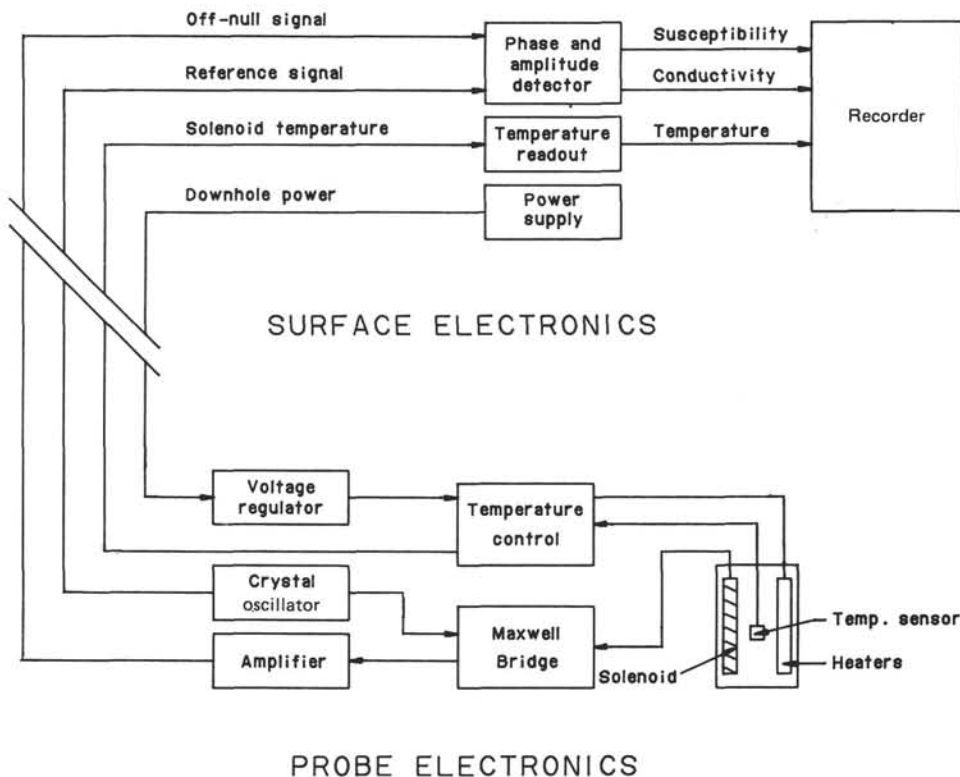 Off-null signal
Phase and
amplitude
detector
Susceptibility
Reference signal
Conductivity
Recorder
Solenoid temperature
Temperature
readout
Temperature
Downhole power
Power
supply
SURFACE ELECTRONICS
Voltage
regulator
Temperature
control
Crystal
oscillator
Maxwell
Bridge
Amplifier
Temp. sensor
Solenoid
Heaters
PROBE ELECTRONICS